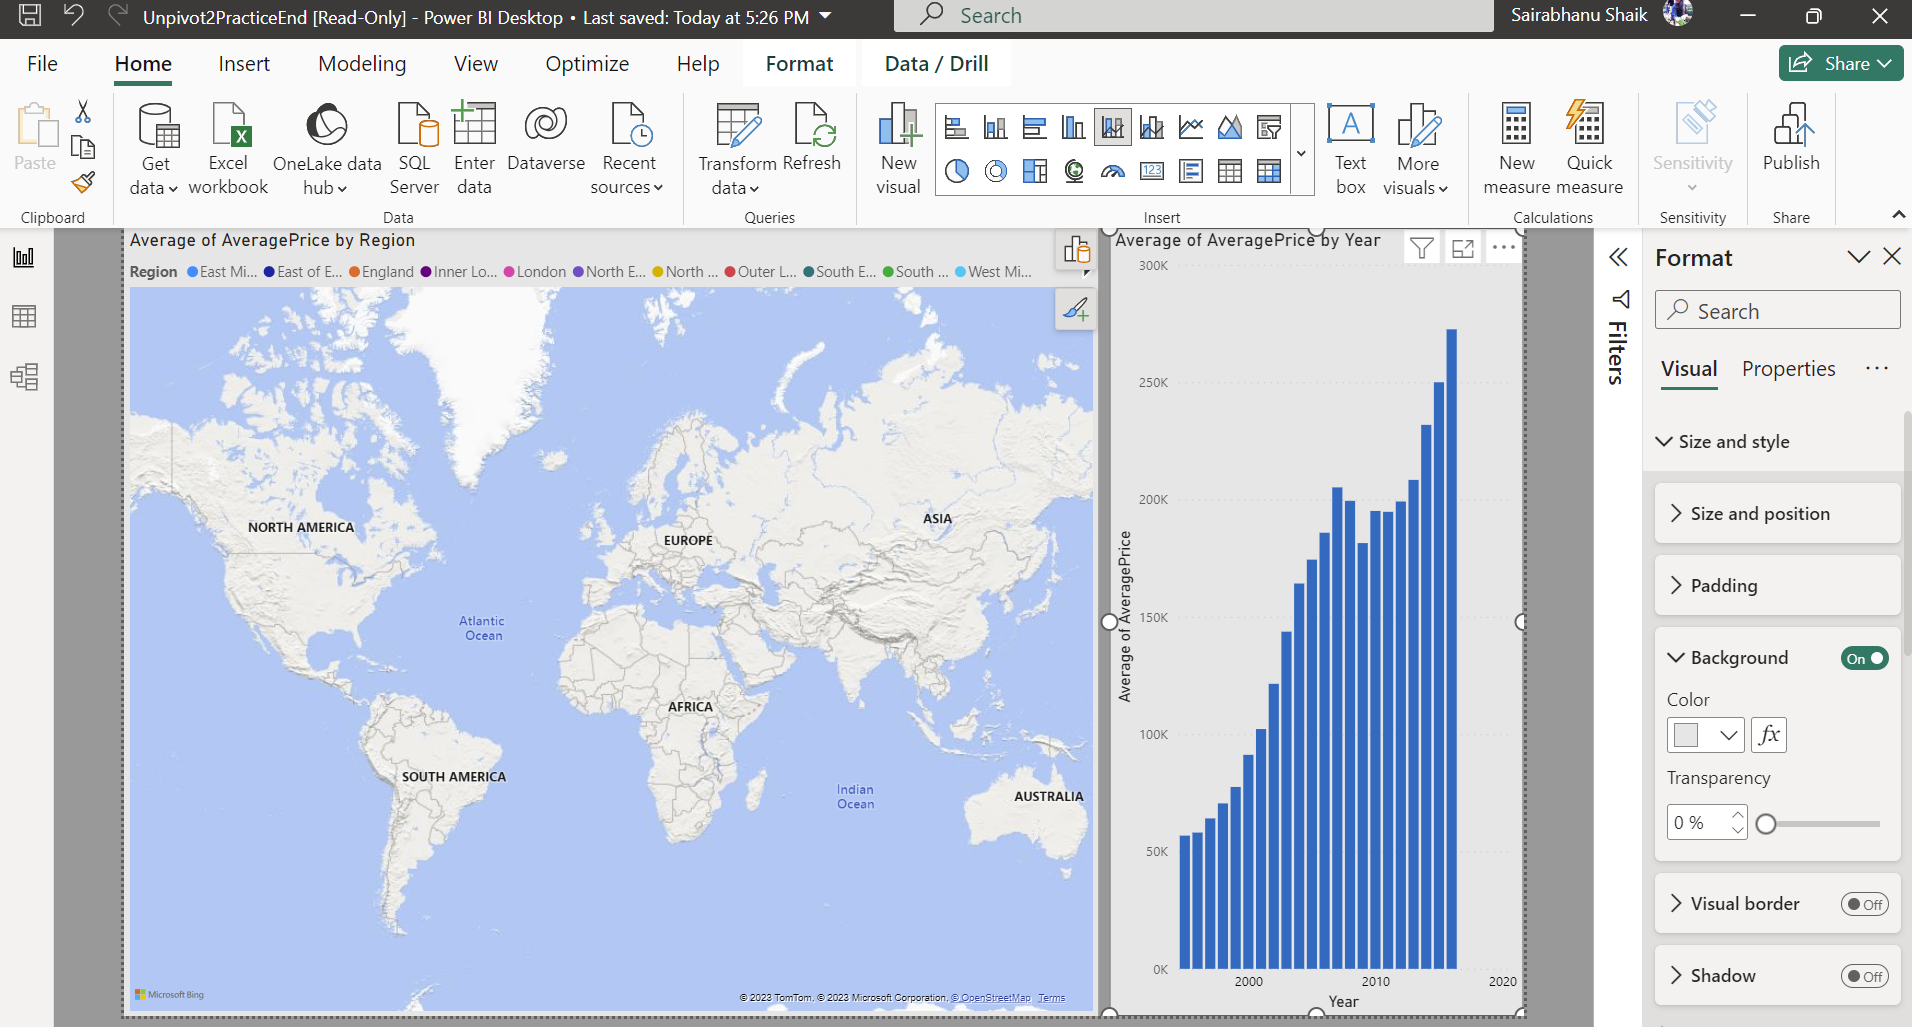 Unpivot2PracticeEnd [Read-Only] - Power BI Desktop • Last saved: Today at 5:26 PM
Search
Sairabhanu Shaik
File
Home
Insert
Modeling
View
Optimize
Help
Format
Data / Drill
Share
Paste
Get data
Excel workbook
OneLake data hub
SQL Server
Enter data
Dataverse
Recent sources
Transform data
Refresh
New visual
123
A
Text box
More visuals
New measure
Quick measure
Sensitivity
Publish
Clipboard
Data
Queries
Insert
Calculations
Sensitivity
Share
Average of AveragePrice by Region
Region East Mi... East of E... England Inner Lo... London North E... North ... Outer L... South E... South ... West Mi...
NORTH AMERICA
EUROPE
ASIA
Atlantic
Ocean
AFRICA
SOUTH AMERICA
Indian
Ocean
AUSTRALIA
Microsoft Bing
© 2023 TomTom, © 2023 Microsoft Corporation, © OpenStreetMap Terms
Average of AveragePrice by Year
300K
250K
200K
150K
100K
50K
0K
Average of AveragePrice
2000
2010
2020
Year
Filters
Format
Search
Visual
Properties
Size and style
Size and position
Padding
Background
On
Color
fx
Transparency
0 %
Visual border
Off
Shadow
Off